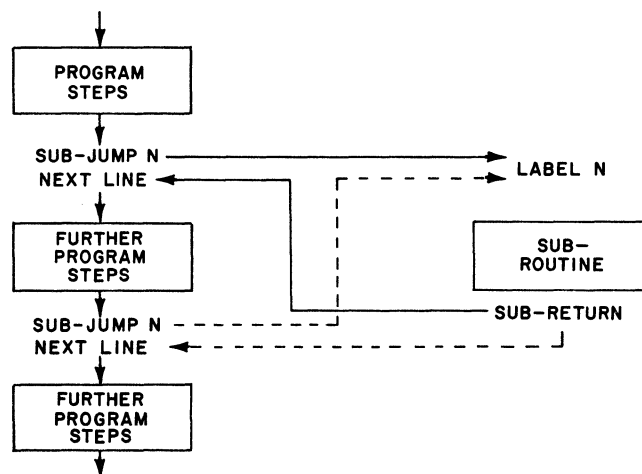 PROGRAM
STEPS
SUB-JUMP N
NEXT LINE
LABEL N
FURTHER
PROGRAM
STEPS
SUB-
ROUTINE
SUB-RETURN
SUB-JUMP N
NEXT LINE
FURTHER
PROGRAM
STEPS